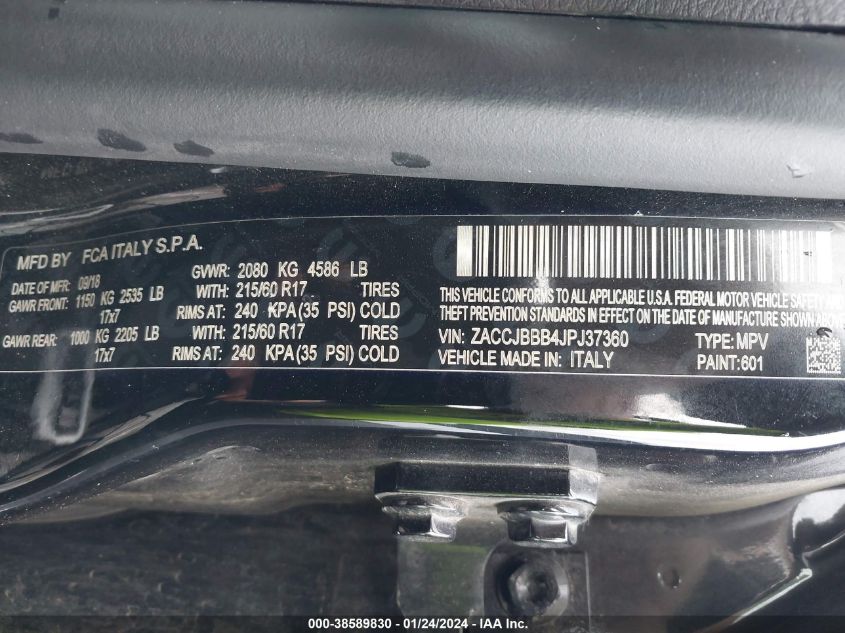 MFD BY FCA ITALY S.P.A.
DATE OF MFR: 09/18 GVWR: 2080 KG 4586 LB
GAWR FRONT: 1150 KG 2535 LB WITH: 215/60 R17 TIRES
17x7 RIMS AT: 240 KPA (35 PSI) COLD
GAWR REAR: 1000 KG 2205 LB WITH: 215/60 R17 TIRES
17x7 RIMS AT: 240 KPA (35 PSI) COLD
THIS VEHICLE CONFORMS TO ALL APPLICABLE U.S.A. FEDERAL MOTOR VEHICLE SAFETY AND
THEFT PREVENTION STANDARDS IN EFFECT ON THE DATE OF MANUFACTURE SHOWN ABOVE
VIN: ZACCJBBB4JPJ37360 TYPE: MPV
VEHICLE MADE IN: ITALY PAINT:601
000-38589830 - 01/24/2024 - IAA Inc.